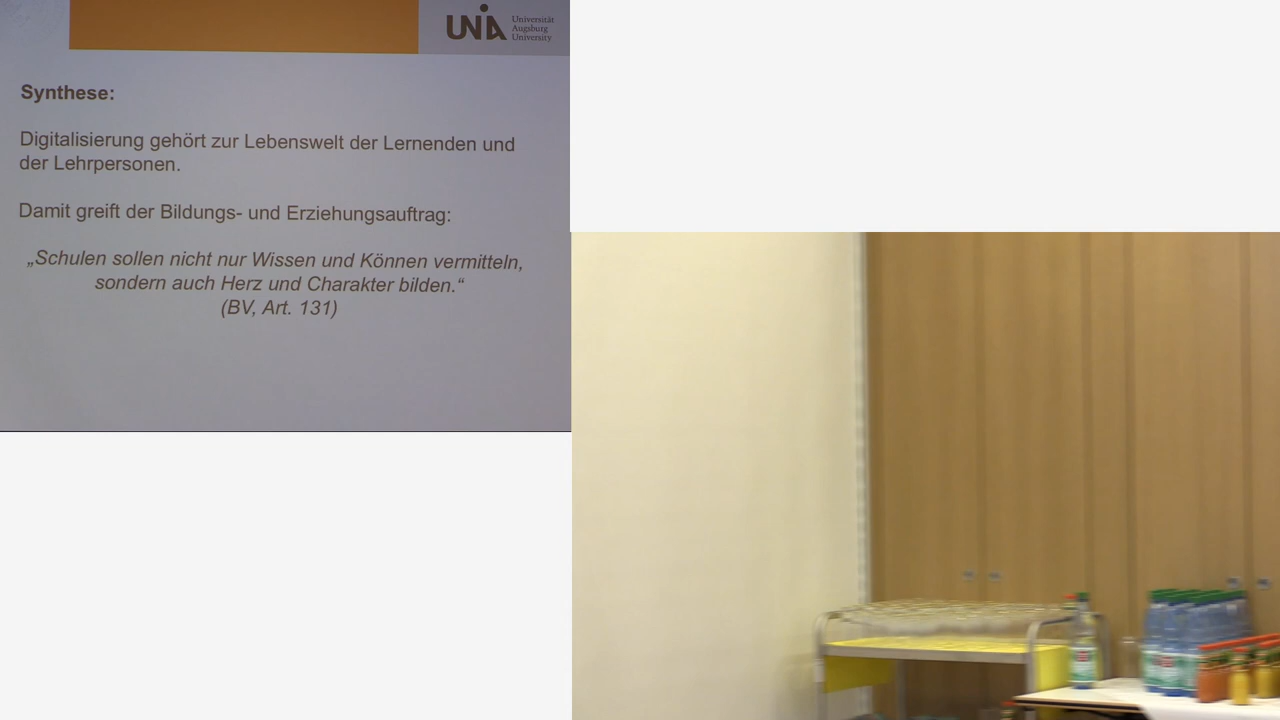 UNIA
Universität
Augsburg
University
Synthese:
Digitalisierung gehört zur Lebenswelt der Lernenden und
der Lehrpersonen.
Damit greift der Bildungs- und Erziehungsauftrag:
„Schulen sollen nicht nur Wissen und Können vermitteln,
sondern auch Herz und Charakter bilden.“
(BV, Art. 131)